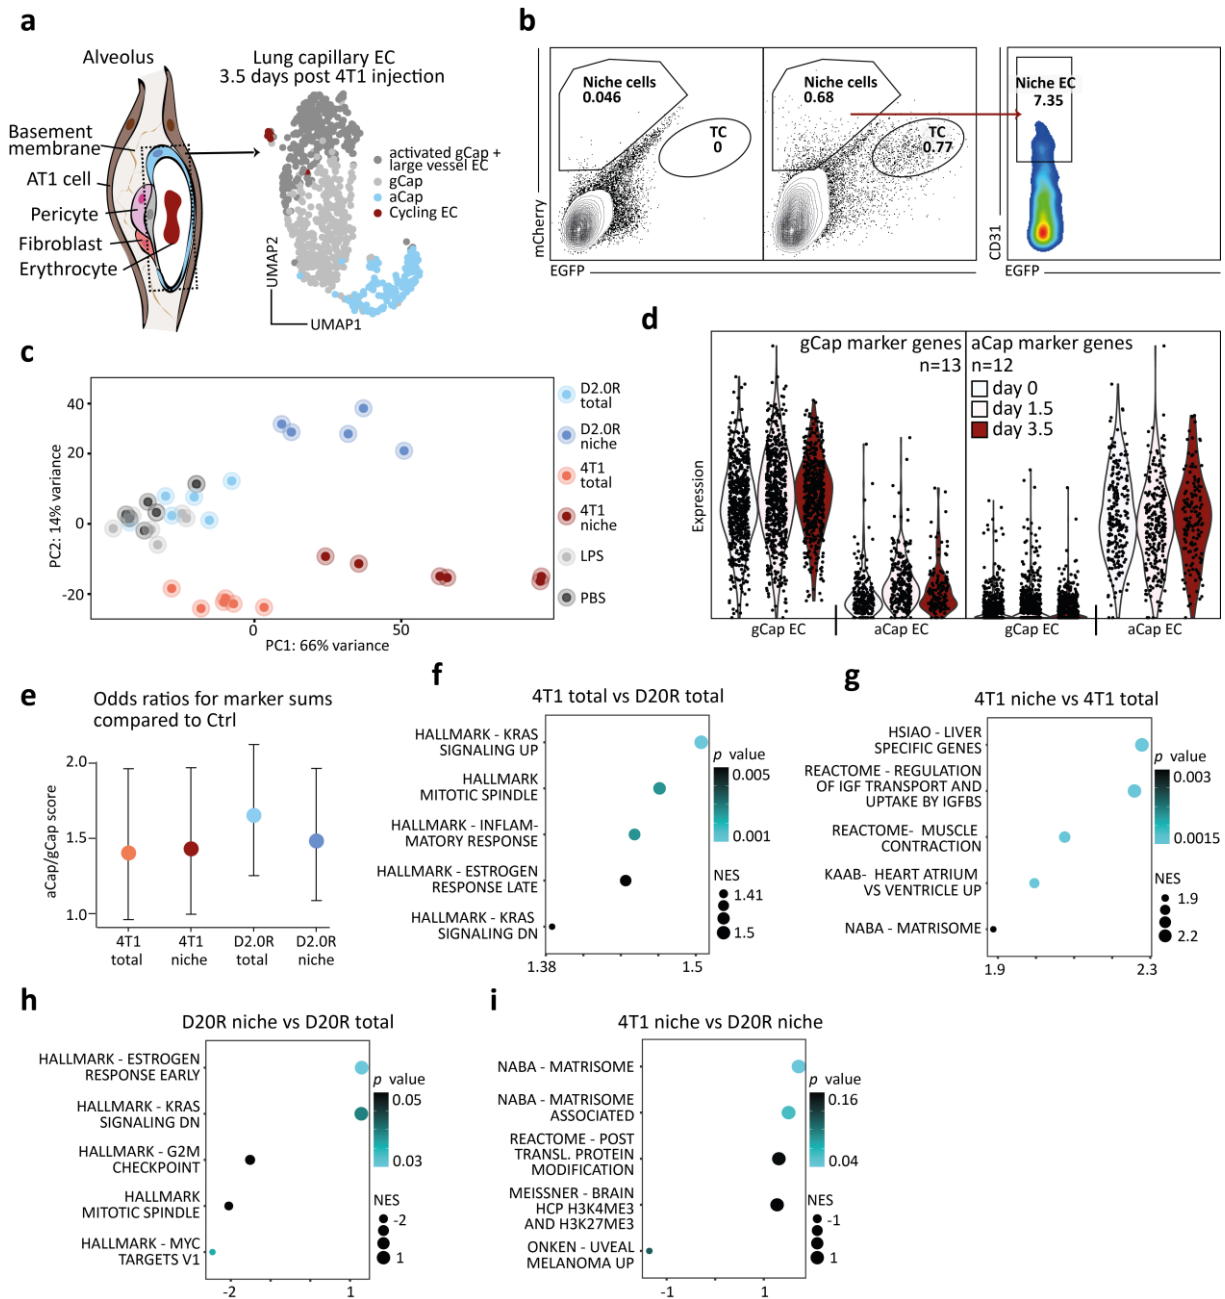 a
Alveolus
Basement
membrane
AT1 cell
Pericyte
Fibroblast
Erythrocyte
Lung capillary EC
3.5 days post 4T1 injection
activated gCap +
large vessel EC
gCap
aCap
Cycling EC
UMAP2
UMAP1
b
mCherry
Niche cells
0.046
TC
0
Niche cells
0.68
TC
0.77
EGFP
Niche EC
7.35
CD31
EGFP
c
PC2: 14% variance
40
20
0
-20
0
50
PC1: 66% variance
D2.0R
total
D2.0R
niche
4T1
total
4T1
niche
LPS
PBS
d
Expression
gCap marker genes
n=13
aCap marker genes
n=12
day 0
day 1.5
day 3.5
gCap EC
aCap EC
gCap EC
aCap EC
e
Odds ratios for marker sums
compared to Ctrl
aCap/gCap score
2.0
1.5
1.0
4T1
total
4T1
niche
D2.0R
total
D2.0R
niche
f
4T1 total vs D20R total
HALLMARK - KRAS
SIGNALING UP
HALLMARK
MITOTIC SPINDLE
HALLMARK - INFLAM-
MATORY RESPONSE
HALLMARK - ESTROGEN
RESPONSE LATE
HALLMARK - KRAS
SIGNALING DN
1.38
1.5
p value
0.005
0.001
NES
1.41
1.5
g
4T1 niche vs 4T1 total
HSIAO - LIVER
SPECIFIC GENES
REACTOME - REGULATION
OF IGF TRANSPORT AND
UPTAKE BY IGFBS
REACTOME- MUSCLE
CONTRACTION
KAAB- HEART ATRIUM
VS VENTRICLE UP
NABA - MATRISOME
1.9
2.3
p value
0.003
0.0015
NES
1.9
2.2
h
D20R niche vs D20R total
HALLMARK - ESTROGEN
RESPONSE EARLY
HALLMARK - KRAS
SIGNALING DN
HALLMARK - G2M
CHECKPOINT
HALLMARK
MITOTIC SPINDLE
HALLMARK - MYC
TARGETS V1
-2
1
p value
0.05
0.03
NES
-2
1
i
4T1 niche vs D20R niche
NABA - MATRISOME
NABA - MATRISOME
ASSOCIATED
REACTOME - POST
TRANSL. PROTEIN
MODIFICATION
MEISSNER - BRAIN
HCP H3K4ME3
AND H3K27ME3
ONKEN - UVEAL
MELANOMA UP
-1
1
p value
0.16
0.04
NES
-1
1